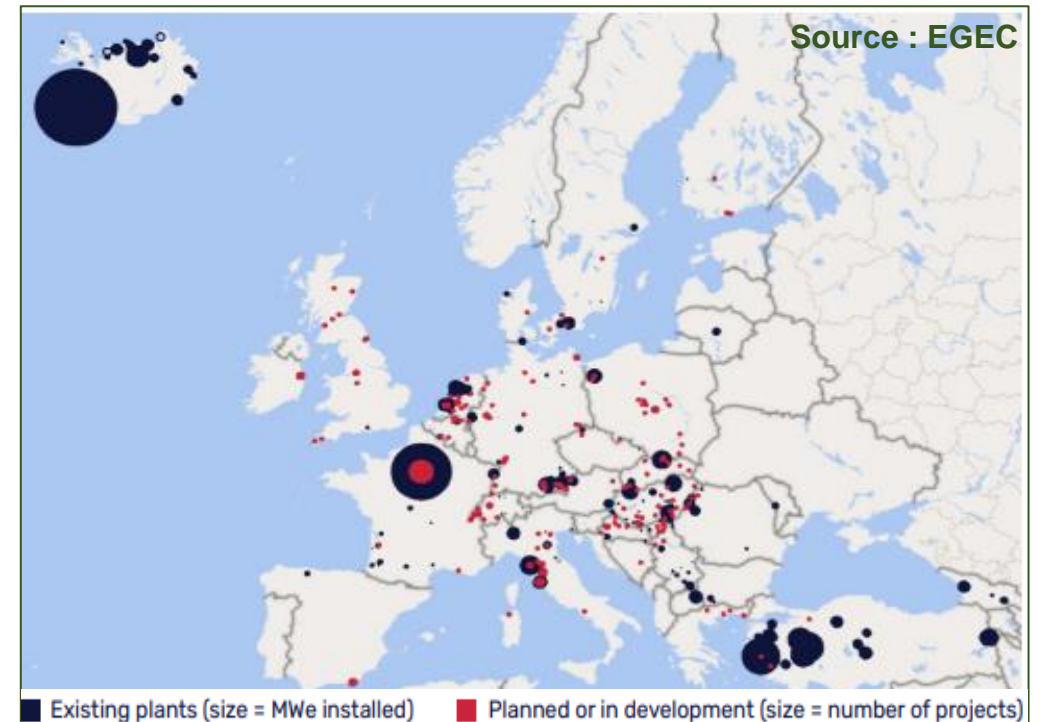 Source : EGEC
Existing plants (size = MWe installed)
Planned or in development (size = number of projects)